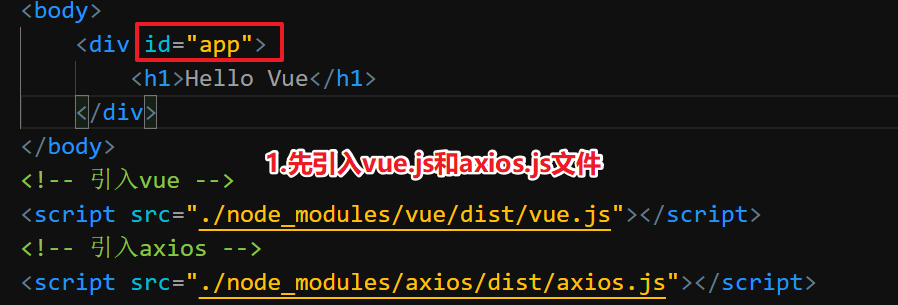 <body>
<div id="app">
<h1>Hello Vue</h1>
</div>
</body>
1.先引入vue.js和axios.js文件
<!-- 引入vue -->
<script src="./node_modules/vue/dist/vue.js"></script>
<!-- 引入axios -->
<script src="./node_modules/axios/dist/axios.js"></script>